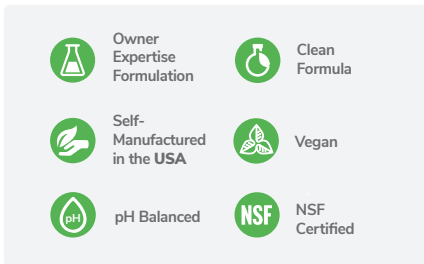 Owner
Expertise
Formulation
Clean
Formula
Self-
Manufactured
in the USA
Vegan
pH
pH Balanced
NSF
NSF
Certified